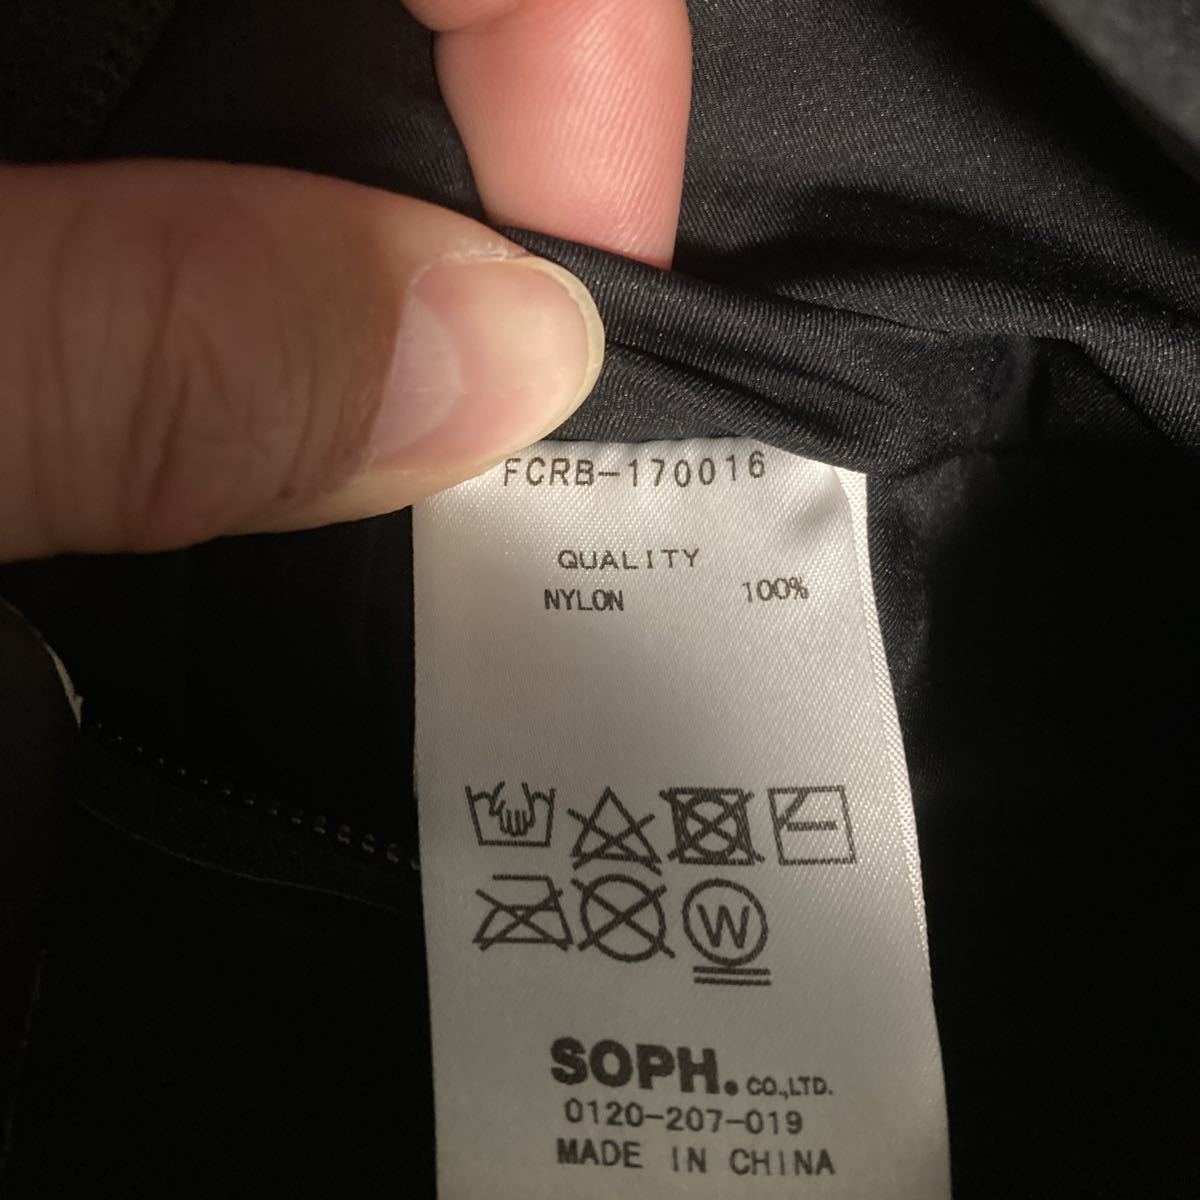 FCRB-170016
QUALITY
NYLON 100%
W
SOPH. CO.,LTD.
0120-207-019
MADE IN CHINA